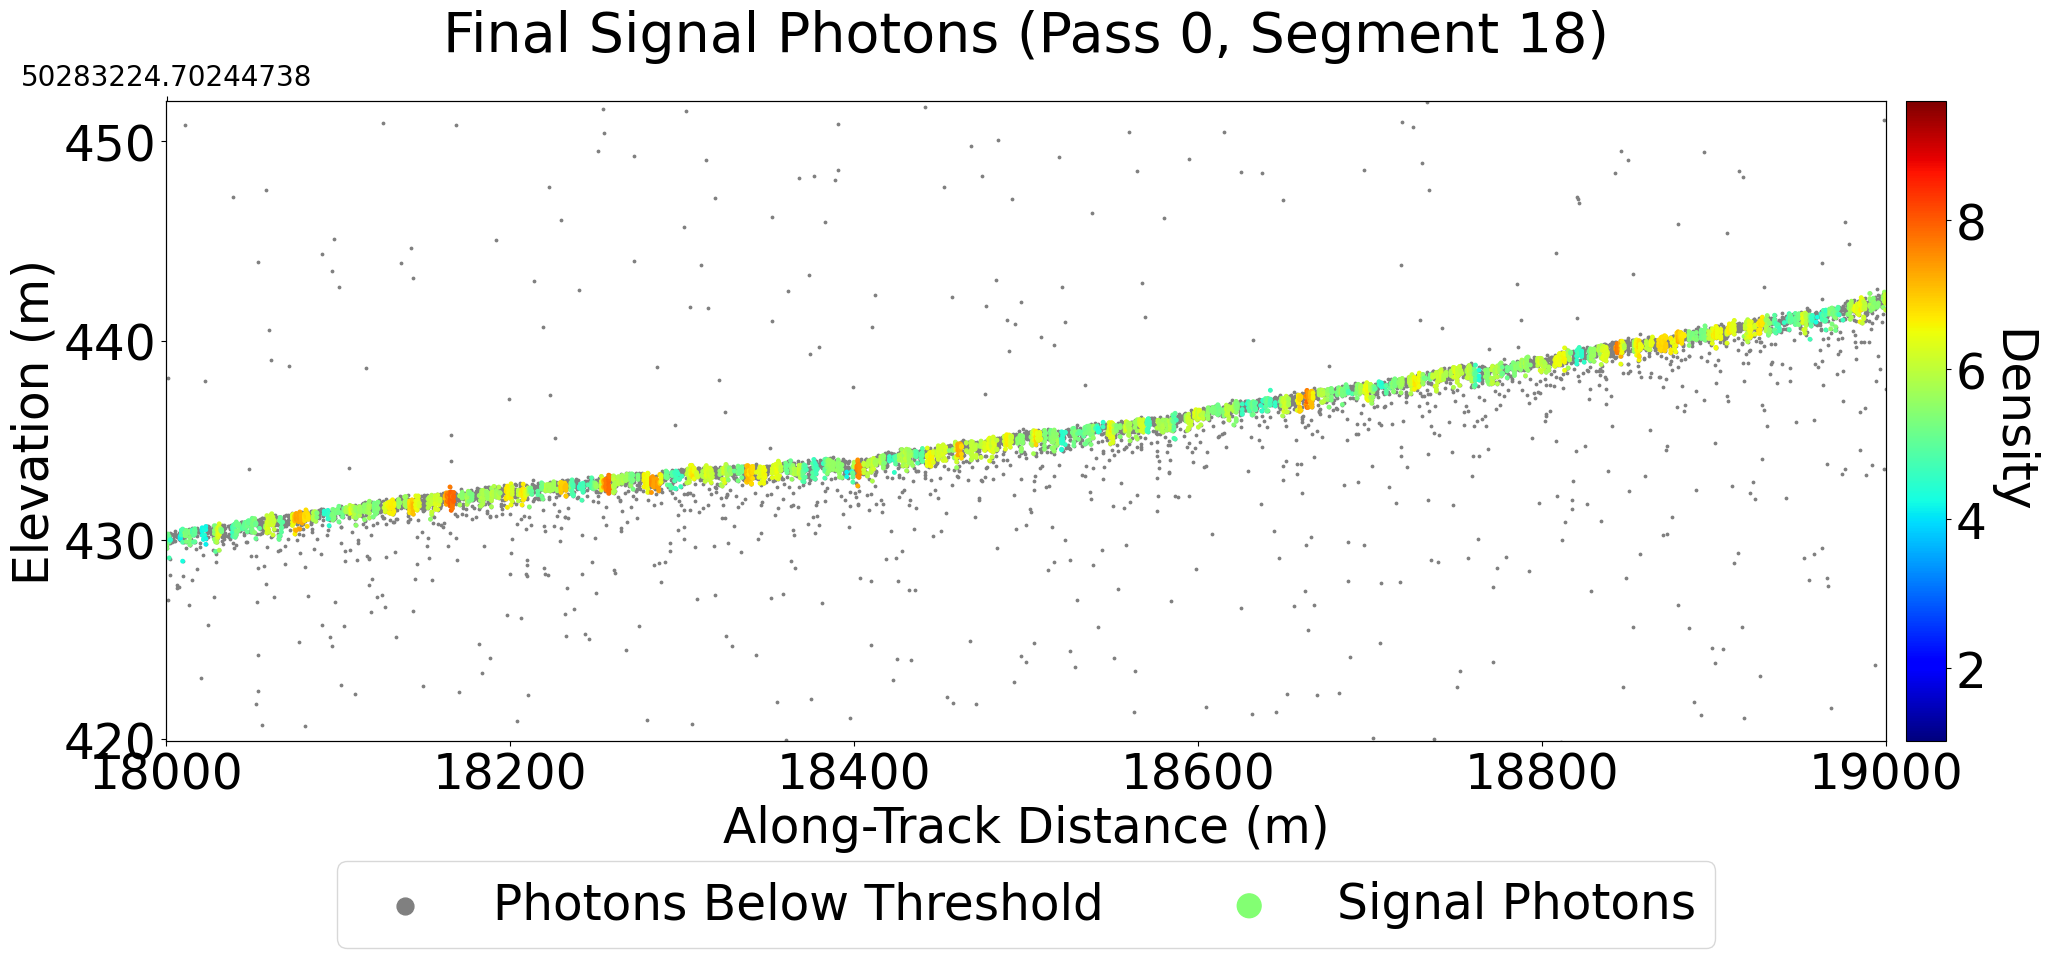 Final Signal Photons (Pass 0, Segment 18)
50283224.70244738
450
440
430
420
Elevation (m)
18000 18200 18400 18600 18800 19000
Along-Track Distance (m)
8
6
4
2
Density
Photons Below Threshold Signal Photons